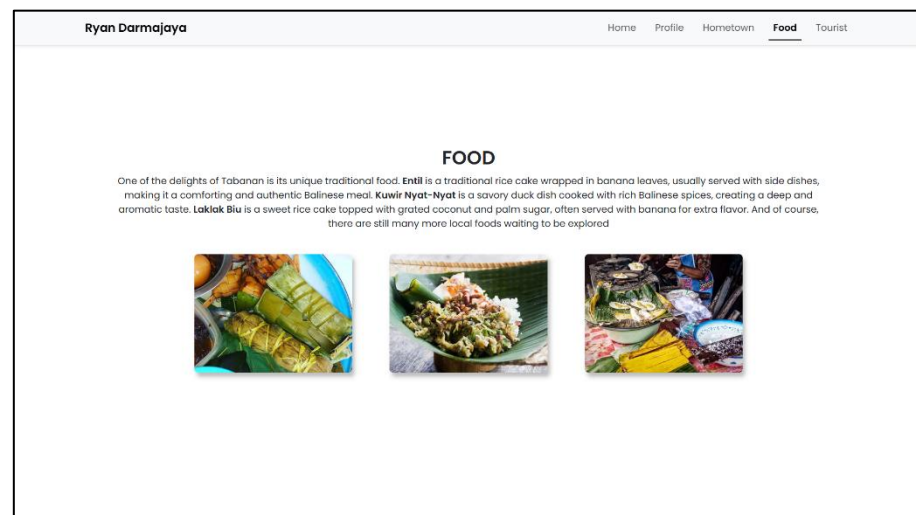 Ryan Darmajaya
Home Profile Hometown Food Tourist
FOOD
One of the delights of Tabanan is its unique traditional food. Entil is a traditional rice cake wrapped in banana leaves, usually served with side dishes,
making it a comforting and authentic Balinese meal. Kuwir Nyat-Nyat is a savory duck dish cooked with rich Balinese spices, creating a deep and
aromatic taste. Laklak Biu is a sweet rice cake topped with grated coconut and palm sugar, often served with banana for extra flavor. And of course,
there are still many more local foods waiting to be explored